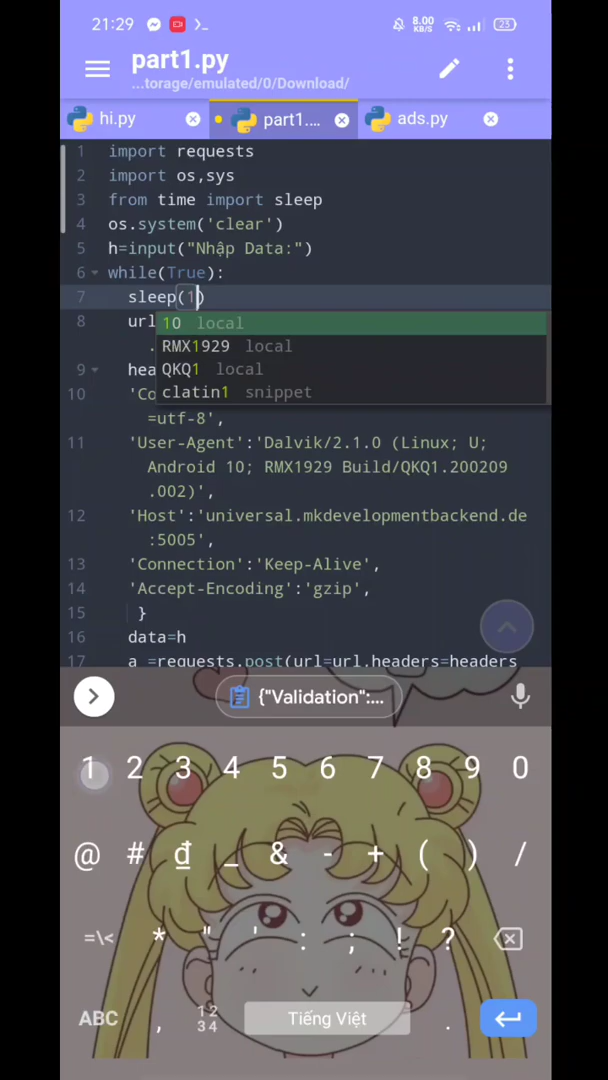 21:29
8.00
KB/S
23
part1.py
...torage/emulated/0/Download/
hi.py
part1....
ads.py
1 import requests
2 import os,sys
3 from time import sleep
4 os.system('clear')
5 h=input("Nhập Data:")
6 while(True):
7 sleep(1)
8 url
10 local
.
RMX1929 local
9 hea
QKQ1 local
10 'Co
clatin1 snippet
=utf-8',
11 'User-Agent':'Dalvik/2.1.0 (Linux; U;
Android 10; RMX1929 Build/QKQ1.200209
.002)',
12 'Host':'universal.mkdevelopmentbackend.de
:5005',
13 'Connection':'Keep-Alive',
14 'Accept-Encoding':'gzip',
15 }
16 data=h
17 a =requests.post(url=url,headers=headers
{"Validation":...
1 2 3 4 5 6 7 8 9 0
@ # đ _ & - + ( ) /
=\< * " ' : ; ! ?
ABC , 12 34 Tiếng Việt .